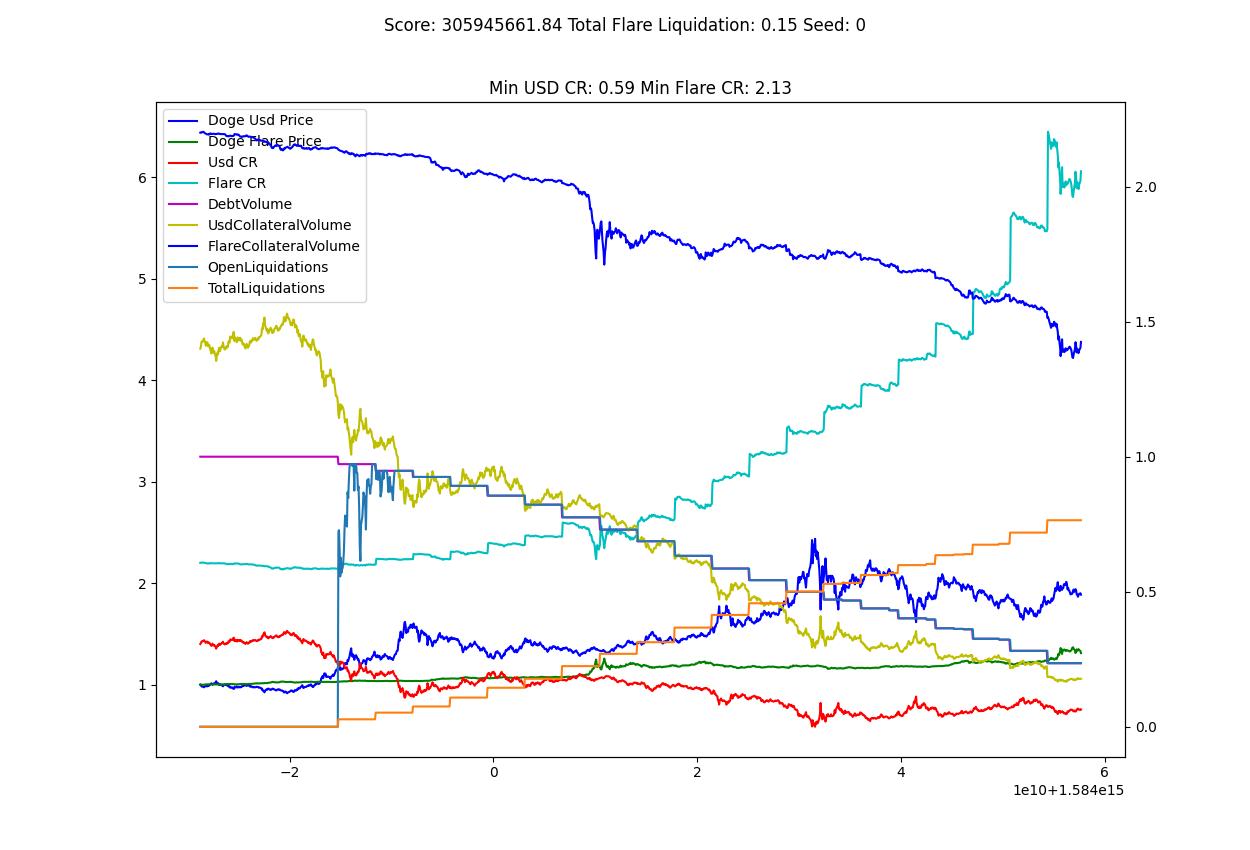 Score: 305945661.84 Total Flare Liquidation: 0.15 Seed: 0
Min USD CR: 0.59 Min Flare CR: 2.13
Doge Usd Price
Doge Flare Price
Usd CR
Flare CR
DebtVolume
UsdCollateralVolume
FlareCollateralVolume
OpenLiquidations
TotalLiquidations
6
5
4
3
2
1
2.0
1.5
1.0
0.5
0.0
−2
0
2
4
6
1e10+1.584e15